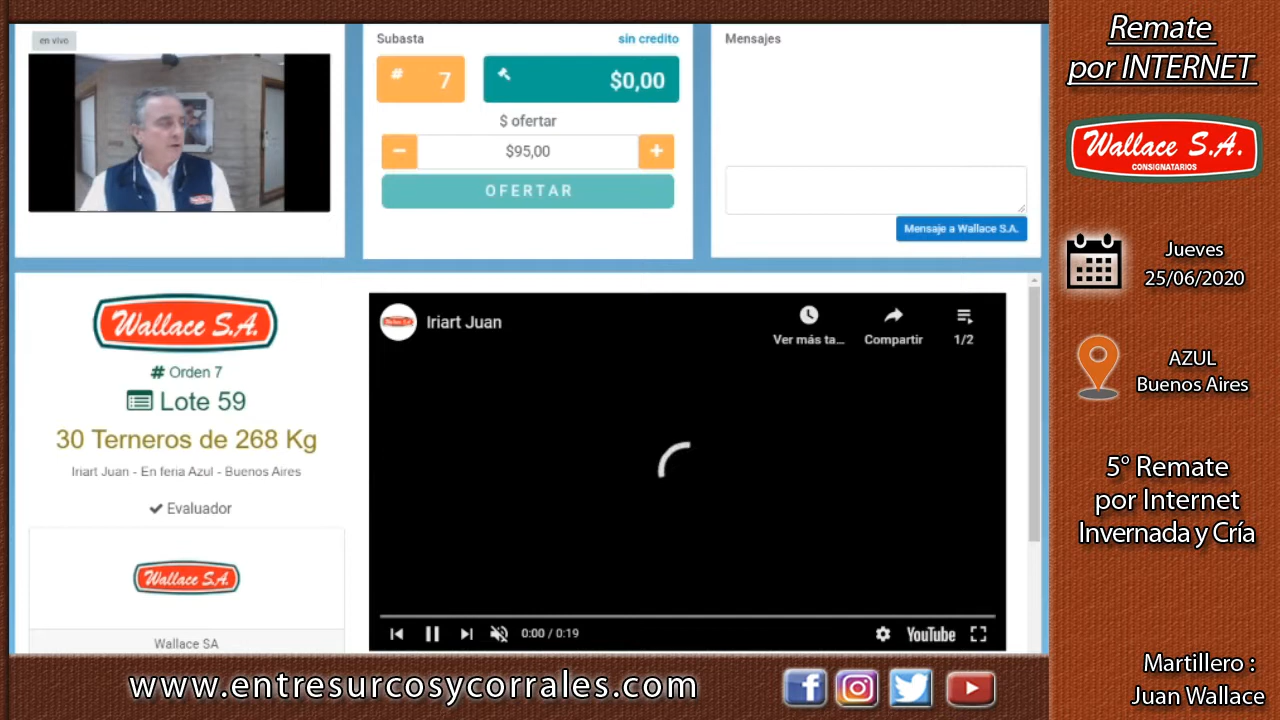 en vivo
Subasta
sin credito
# 7
$0,00
$ ofertar
−
$95,00
+
OFERTAR
Mensajes
Mensaje a Wallace S.A.
Wallace S.A.
# Orden 7
Lote 59
30 Terneros de 268 Kg
Iriart Juan - En feria Azul - Buenos Aires
Evaluador
Wallace S.A.
Wallace SA
Iriart Juan
Ver más ta...
Compartir
1/2
0:00 / 0:19
YouTube
www.entresurcosycorrales.com
Remate
por INTERNET
Wallace S.A.
CONSIGNATARIOS
Jueves
25/06/2020
AZUL
Buenos Aires
5° Remate
por Internet
Invernada y Cría
Martillero :
Juan Wallace